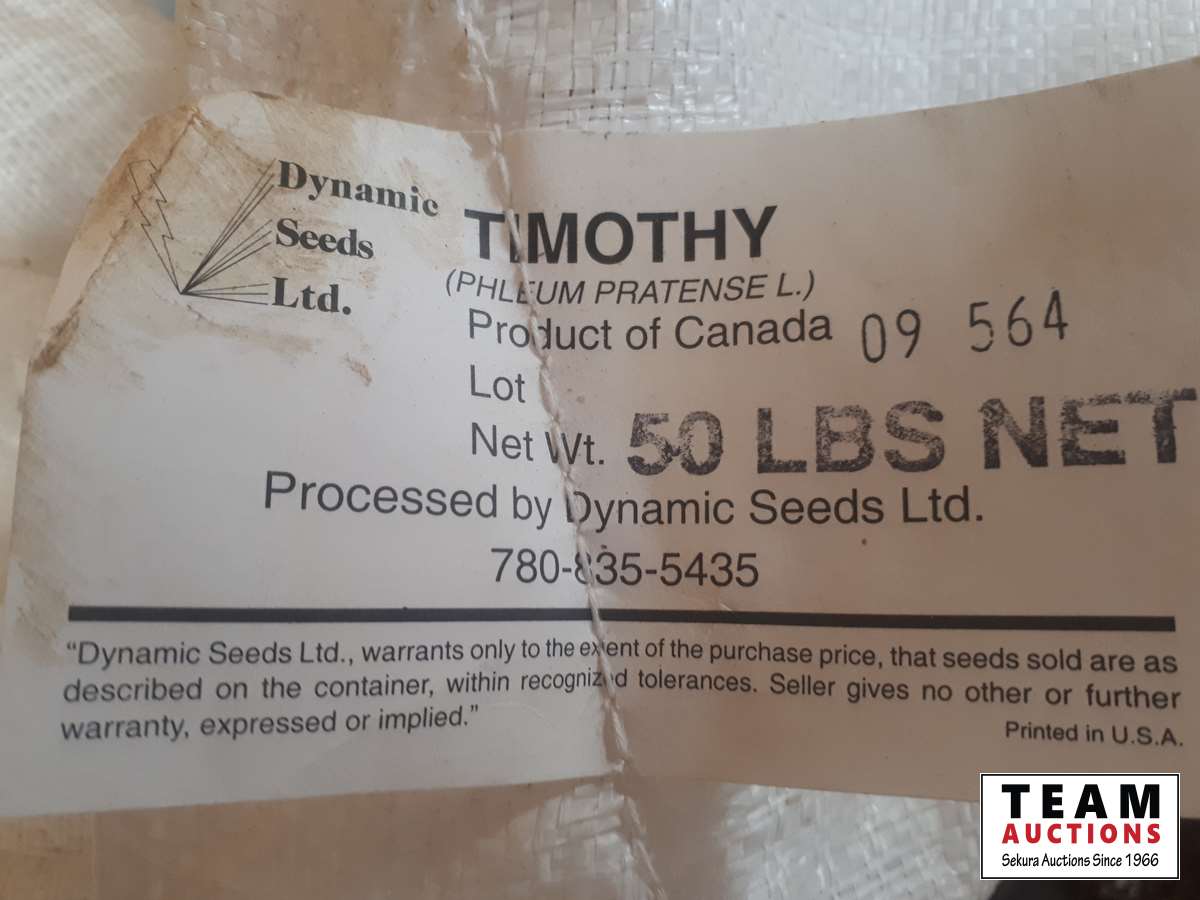 Dynamic
Seeds
Ltd.
TIMOTHY
(PHLEUM PRATENSE L.)
Product of Canada 09 564
Lot
Net Wt. 50 LBS NET
Processed by Dynamic Seeds Ltd.
780-835-5435
“Dynamic Seeds Ltd., warrants only to the extent of the purchase price, that seeds sold are as
described on the container, within recognized tolerances. Seller gives no other or further
warranty, expressed or implied.”
Printed in U.S.A.
TEAM
AUCTIONS
Sekura Auctions Since 1966